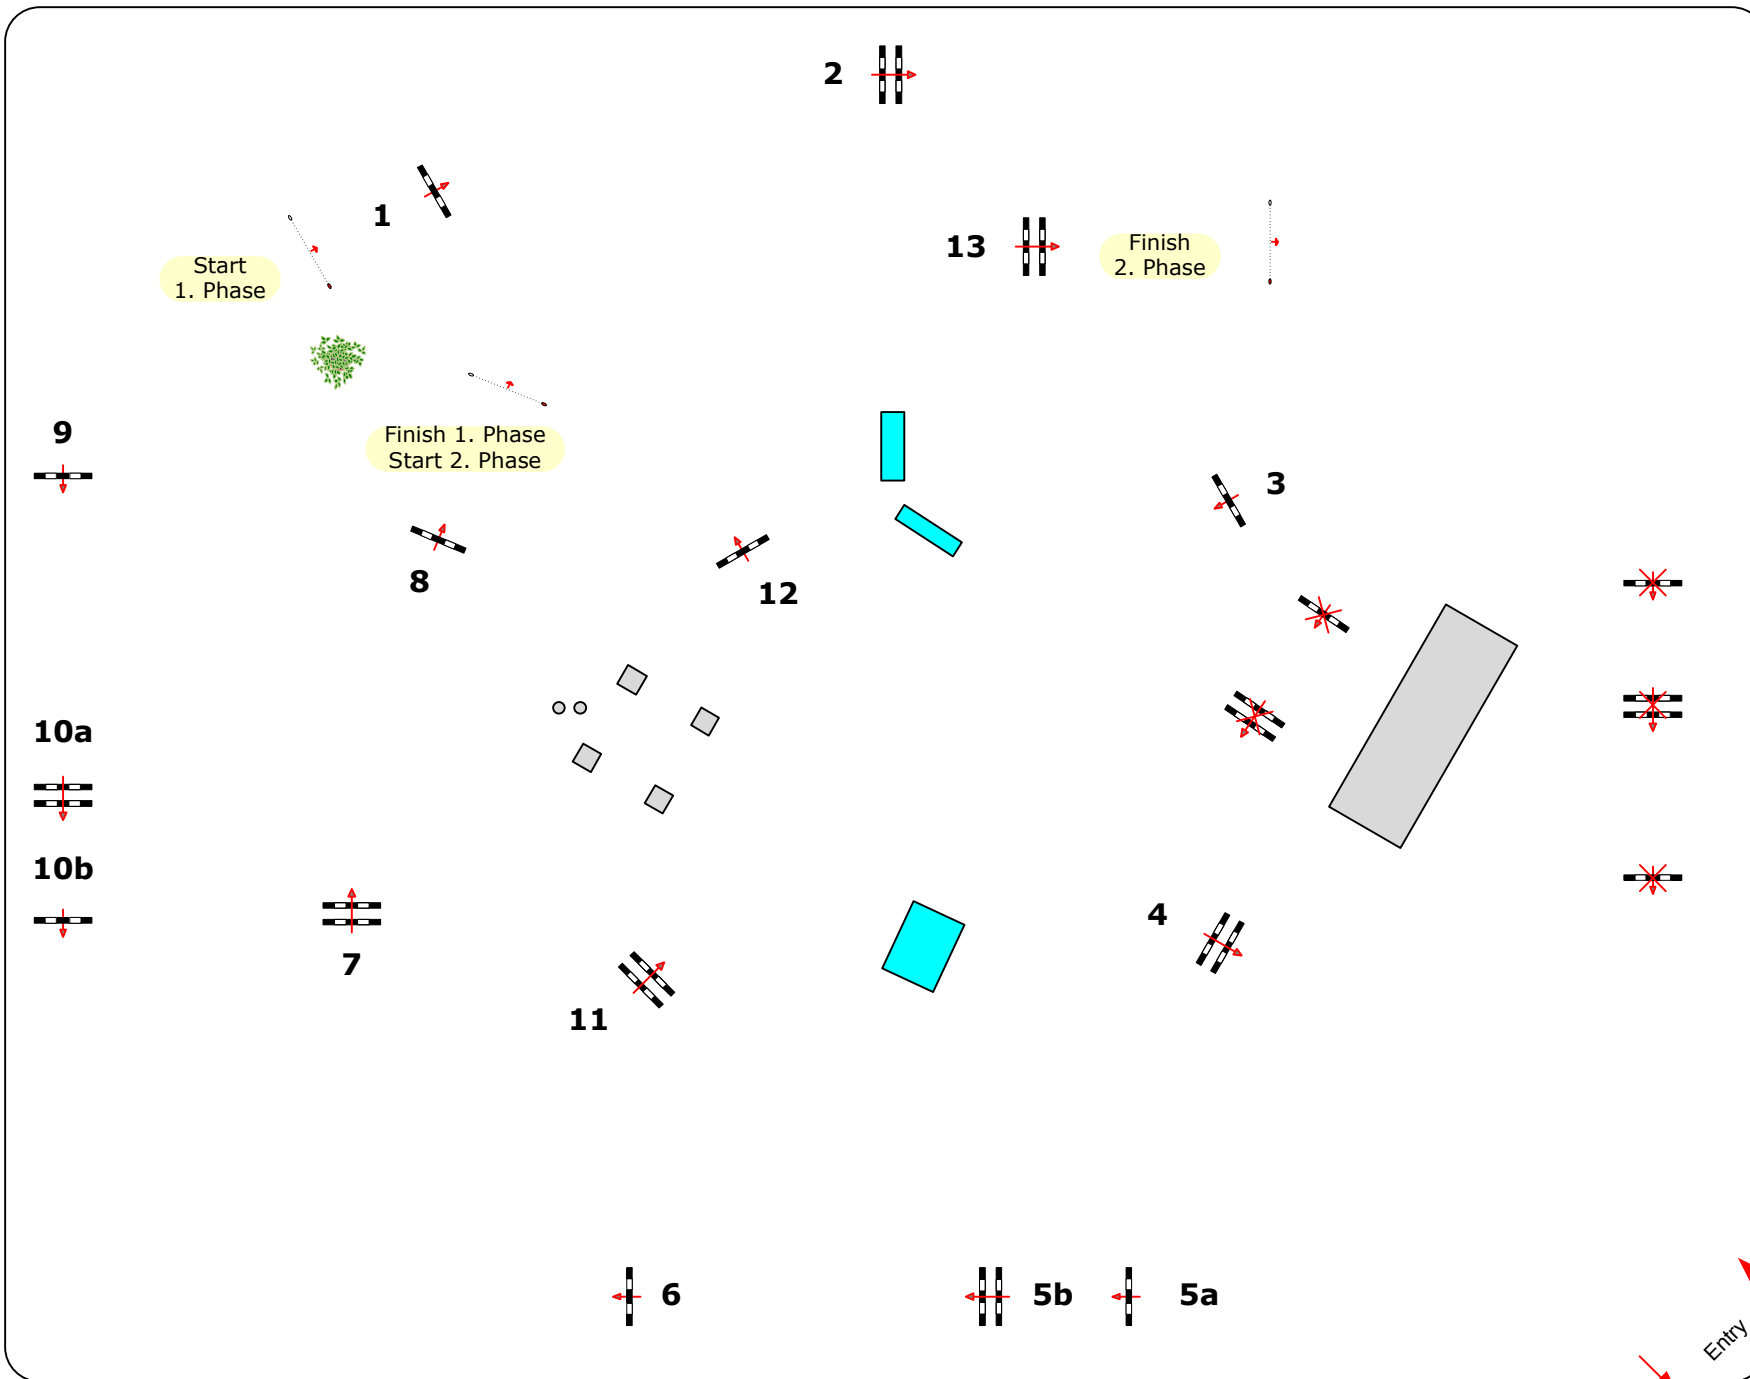 2
1
13
Finish
2. Phase
Start
1. Phase
9
Finish 1. Phase
Start 2. Phase
3
8
12
10a
10b
4
7
11
6
5b
5a
Entry